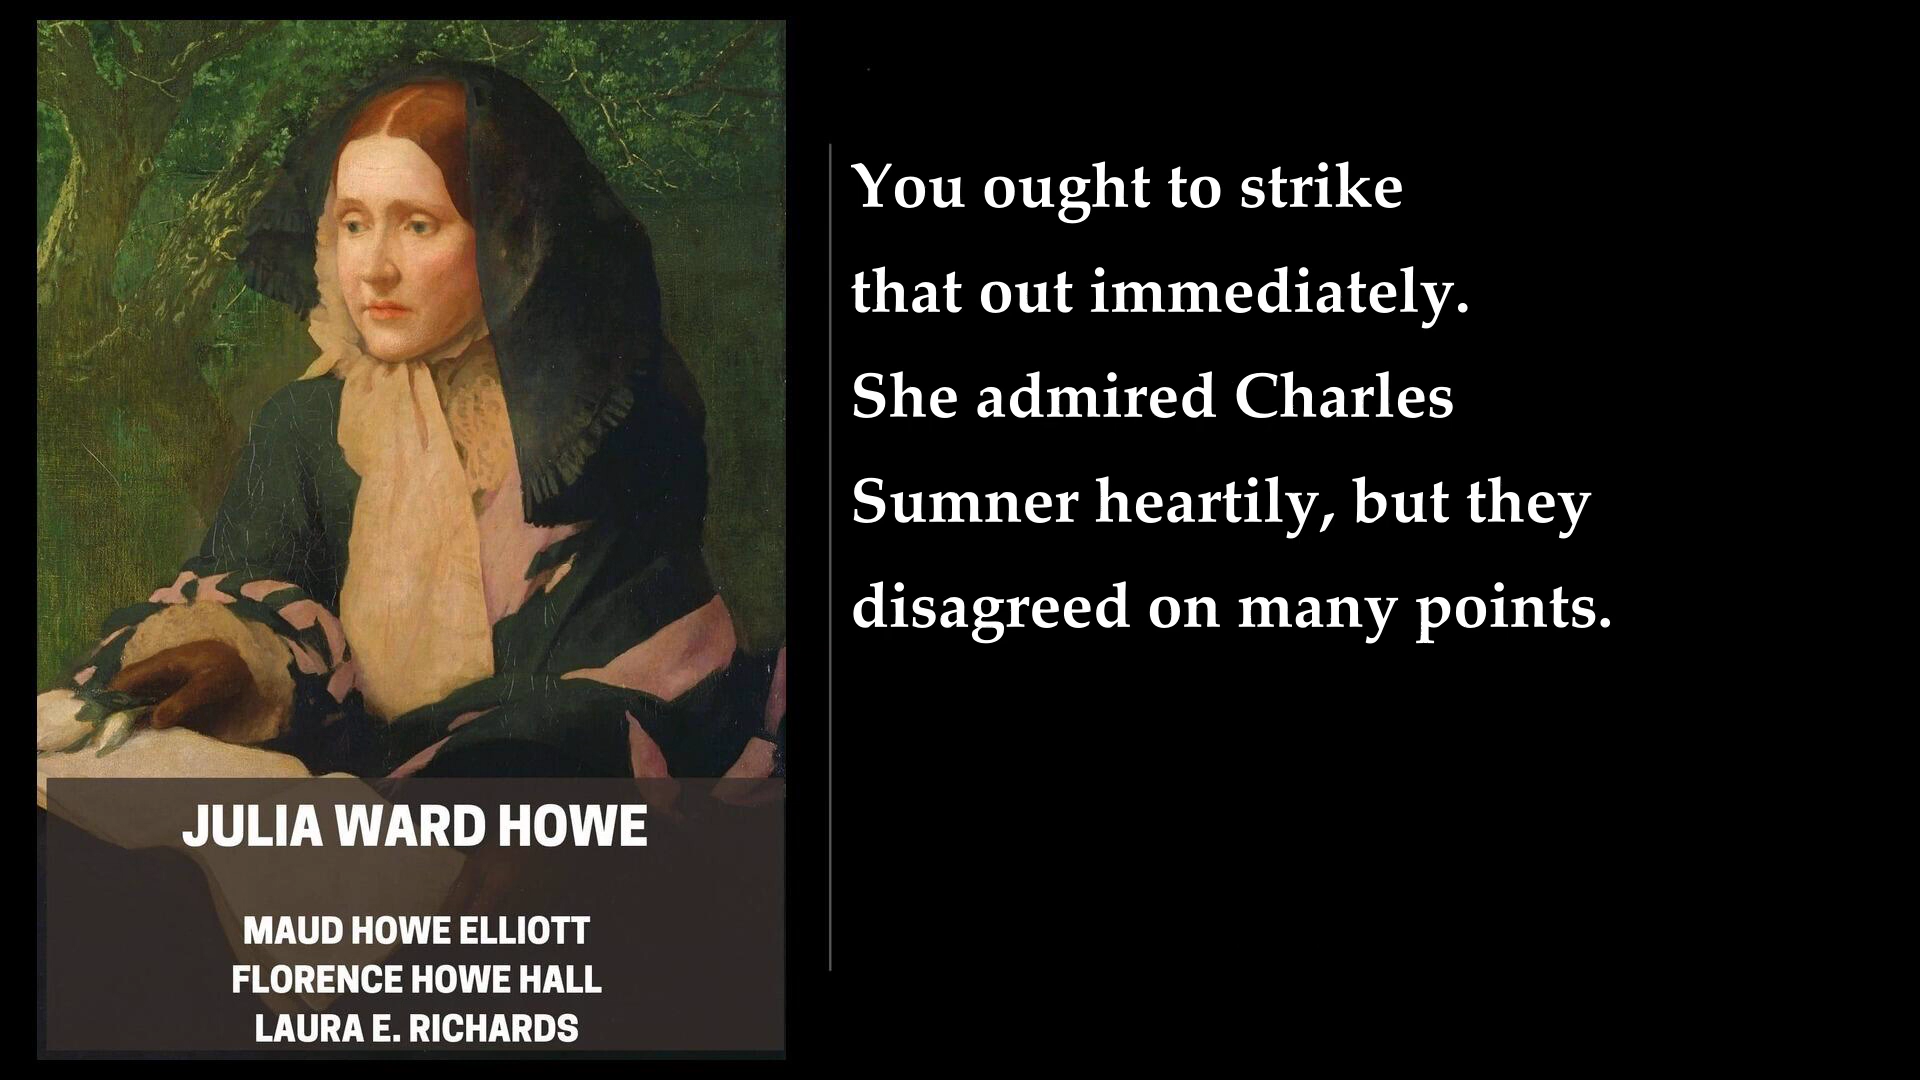 JULIA WARD HOWE
MAUD HOWE ELLIOTT
FLORENCE HOWE HALL
LAURA E. RICHARDS
You ought to strike
that out immediately.
She admired Charles
Sumner heartily, but they
disagreed on many points.